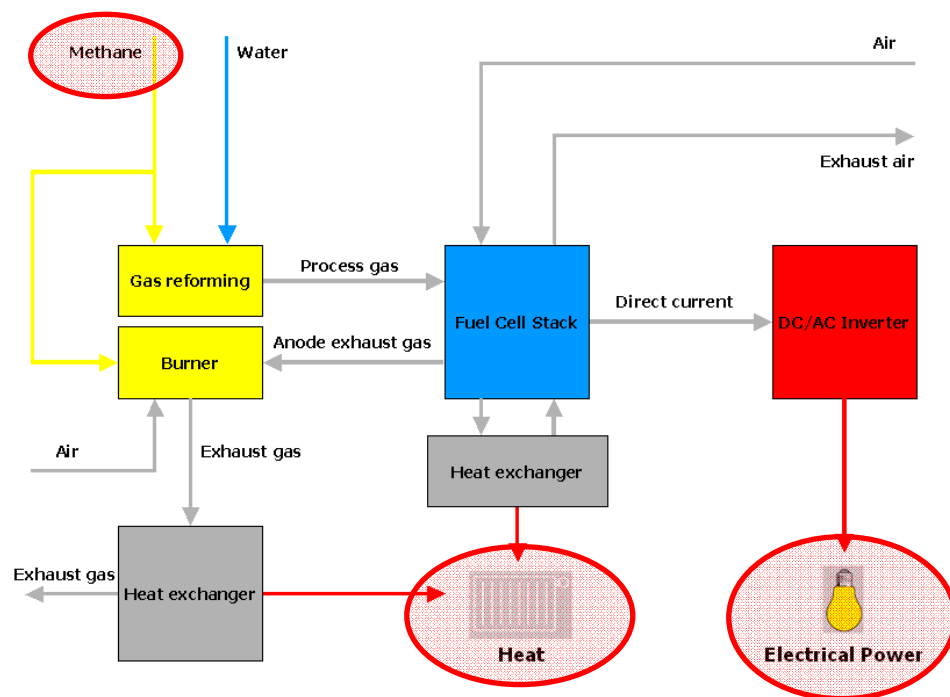 Methane
Water
Air
Exhaust air
Gas reforming
Process gas
Fuel Cell Stack
Direct current
DC/AC Inverter
Burner
Anode exhaust gas
Air
Exhaust gas
Heat exchanger
Exhaust gas
Heat exchanger
Heat
Electrical Power